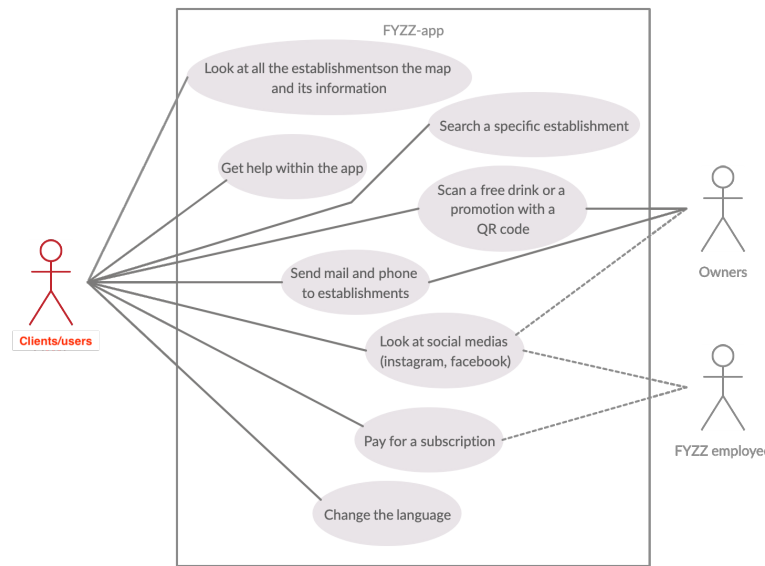 FYZZ-app
Look at all the establishmentson the map
and its information
Search a specific establishment
Get help within the app
Scan a free drink or a
promotion with a
QR code
Owners
Send mail and phone
to establishments
Clients/users
Look at social medias
(instagram, facebook)
Pay for a subscription
FYZZ employee
Change the language